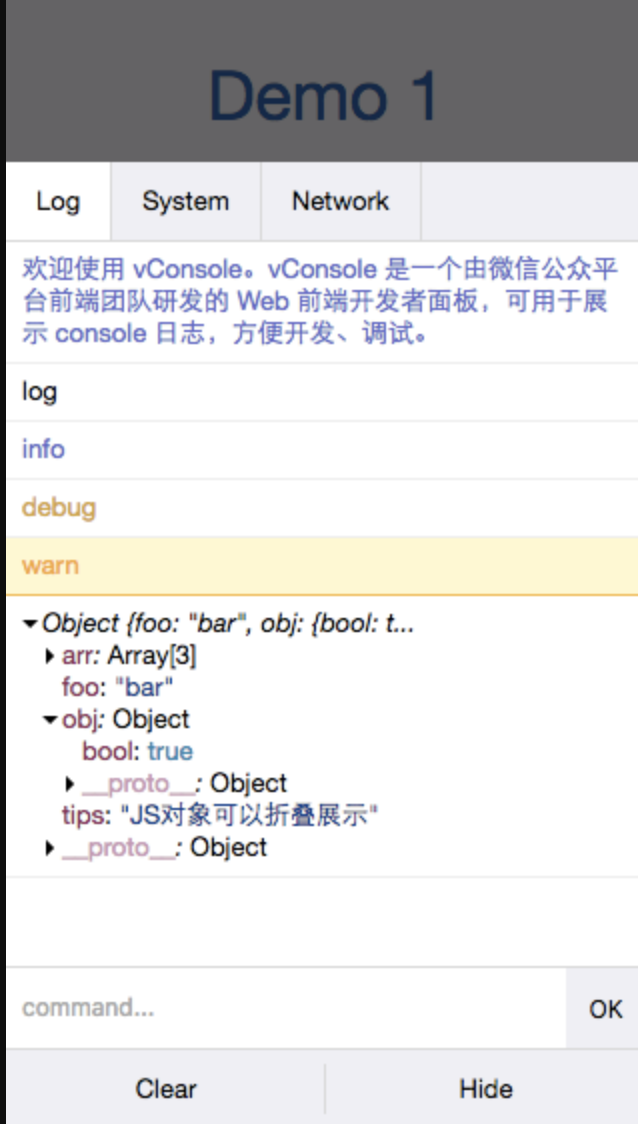 Demo 1
Log System Network
欢迎使用 vConsole。vConsole 是一个由微信公众平
台前端团队研发的 Web 前端开发者面板，可用于展
示 console 日志，方便开发、调试。
log
info
debug
warn
Object {foo: "bar", obj: {bool: t...
arr: Array[3]
foo: "bar"
obj: Object
bool: true
__proto__: Object
tips: "JS对象可以折叠展示"
__proto__: Object
command...
OK
Clear Hide